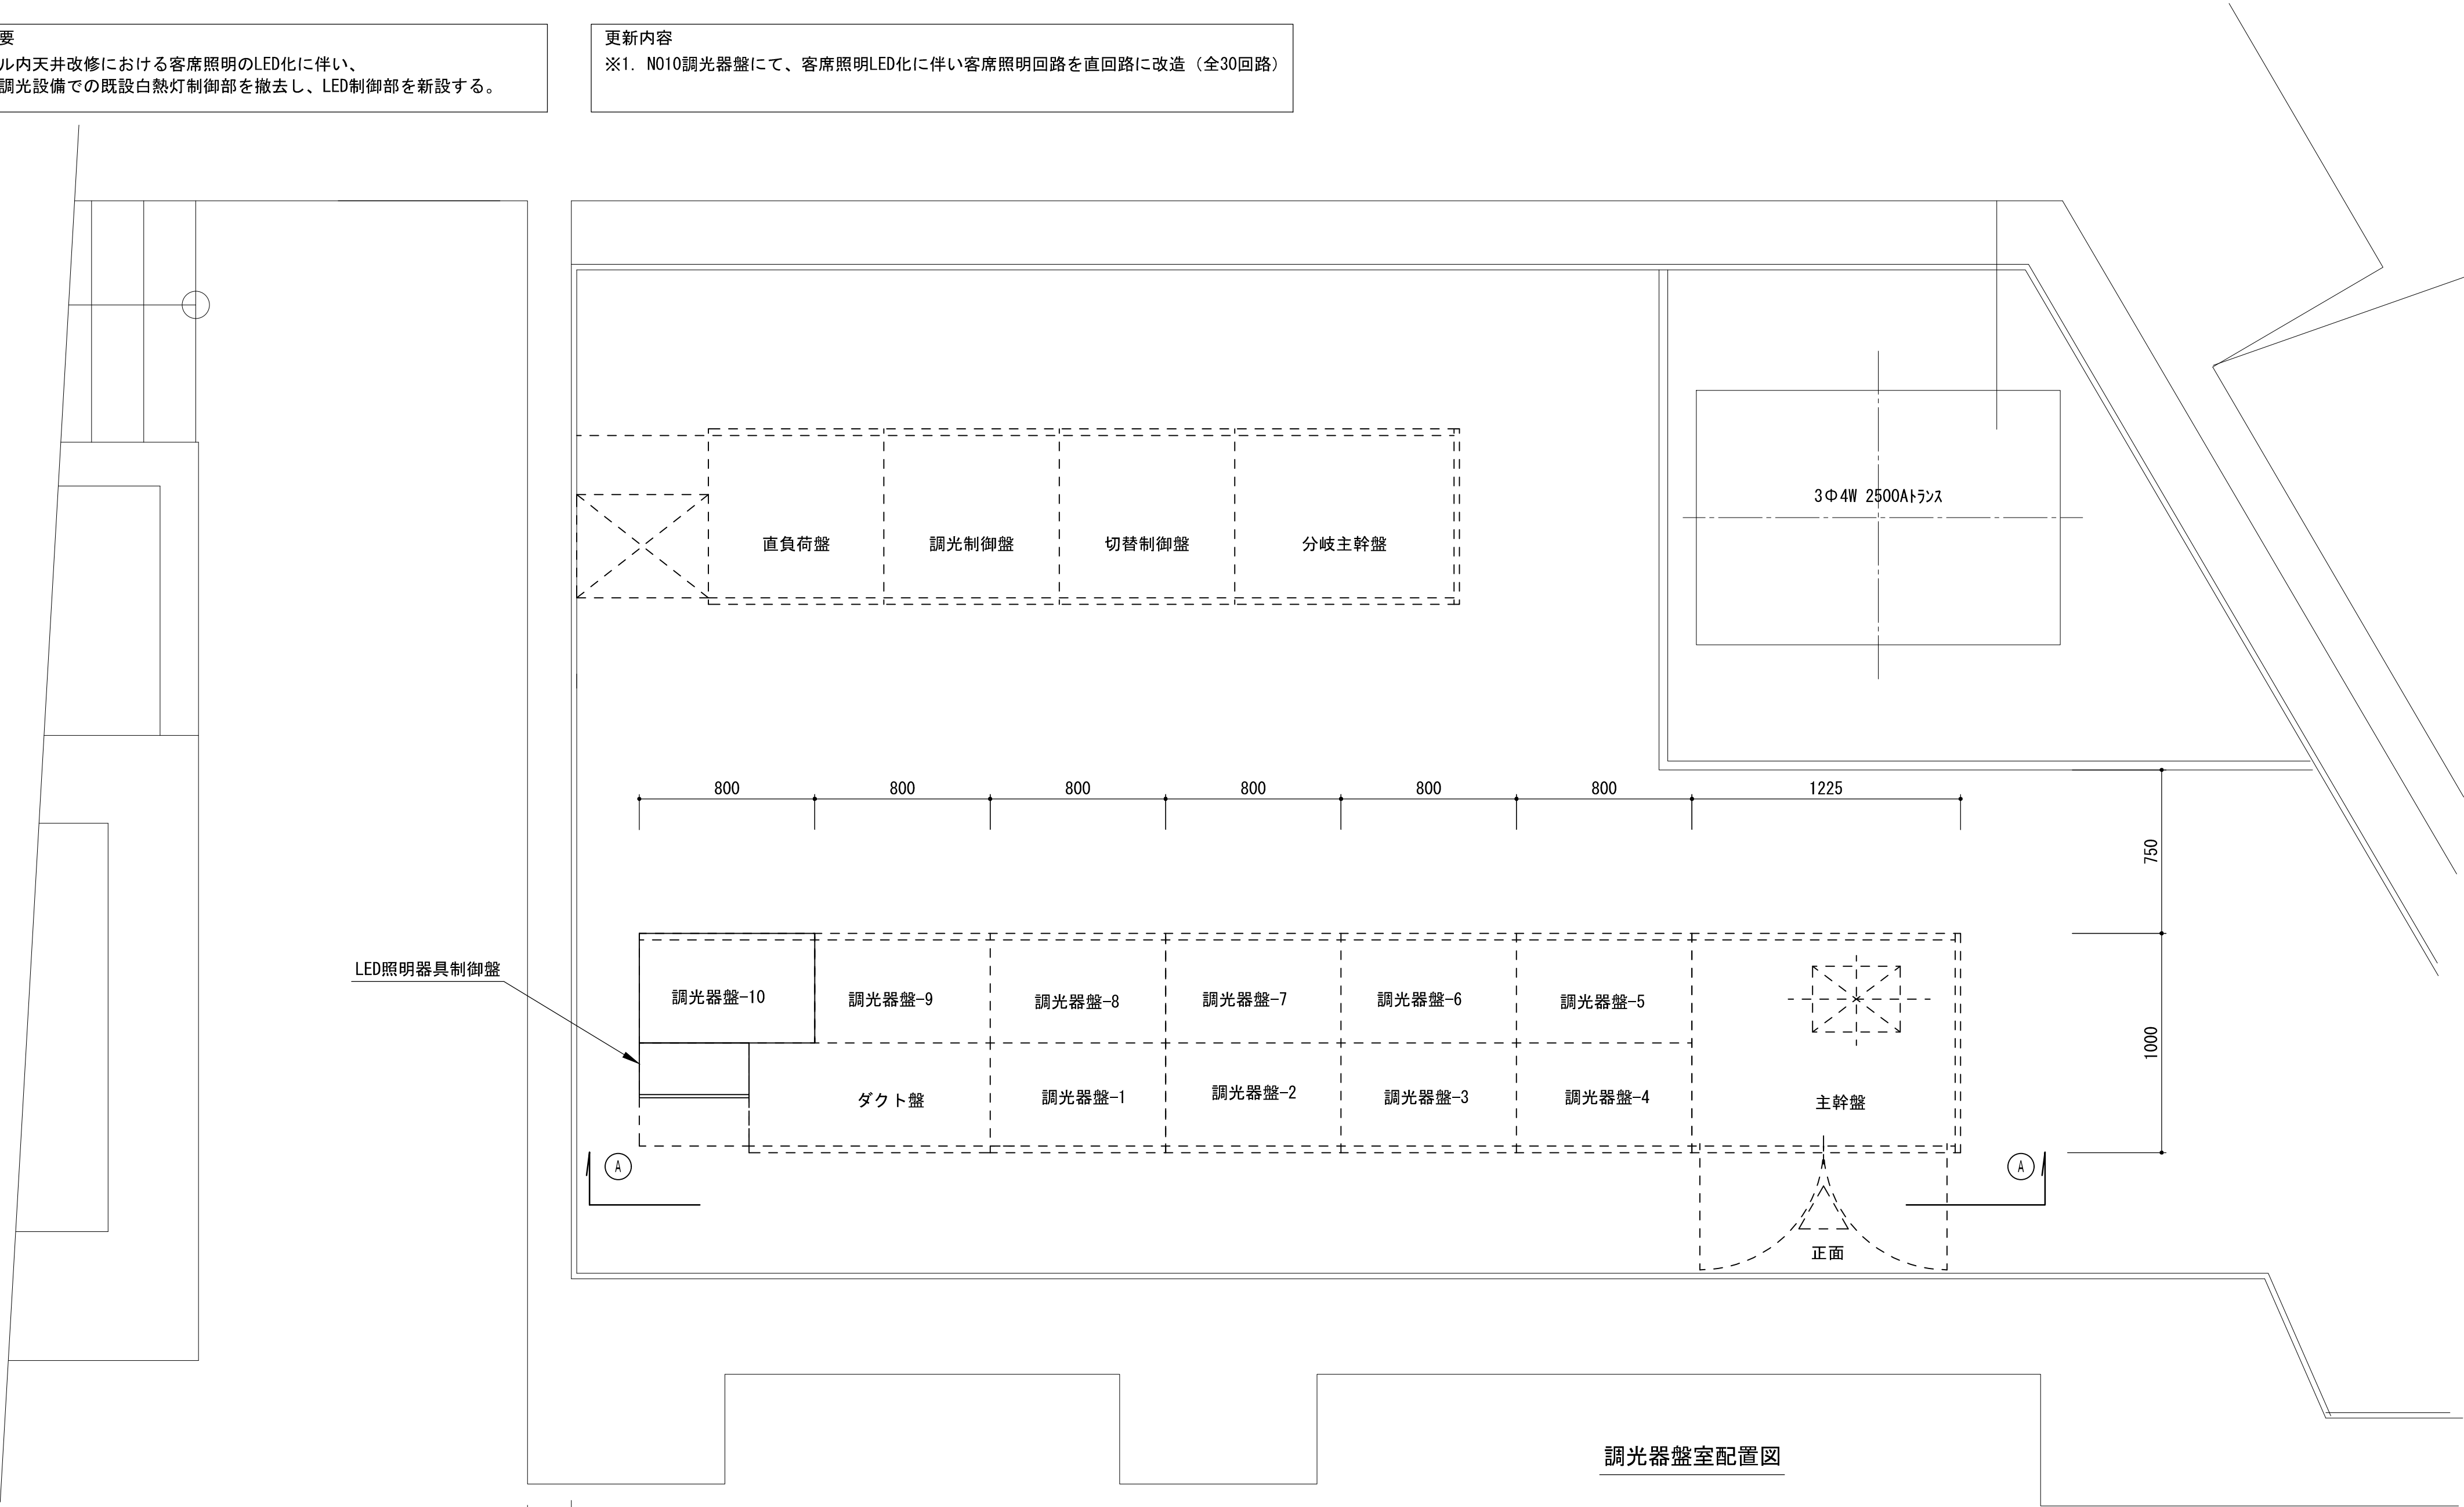 要
ル内天井改修における客席照明のLED化に伴い、
調光設備での既設白熱灯制御部を撤去し、LED制御部を新設する。
更新内容
※1. NO10調光器盤にて、客席照明LED化に伴い客席照明回路を直回路に改造（全30回路）
3Φ4W 2500Aﾄﾗﾝｽ
直負荷盤
調光制御盤
切替制御盤
分岐主幹盤
800
800
800
800
800
800
1225
750
LED照明器具制御盤
調光器盤-10
調光器盤-9
調光器盤-8
調光器盤-7
調光器盤-6
調光器盤-5
1000
ダクト盤
調光器盤-1
調光器盤-2
調光器盤-3
調光器盤-4
主幹盤
A
A
正面
調光器盤室配置図